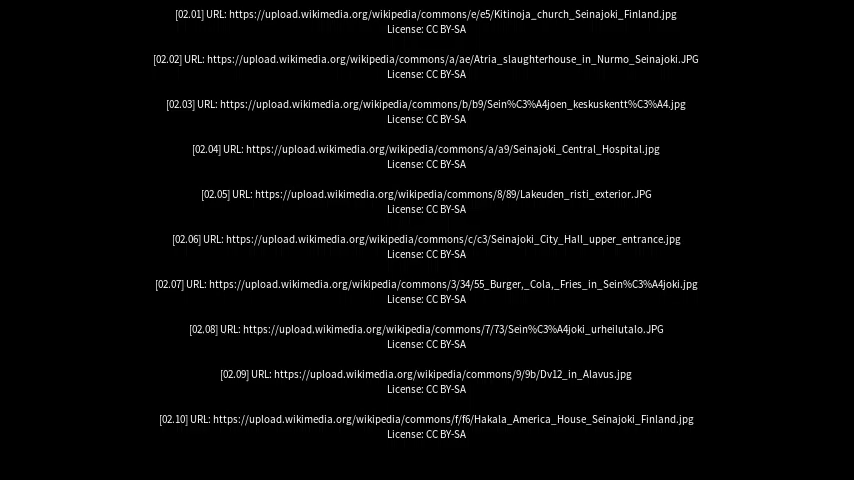 [02.01] URL: https://upload.wikimedia.org/wikipedia/commons/e/e5/Kitinoja_church_Seinajoki_Finland.jpg
License: CC BY-SA
[02.02] URL: https://upload.wikimedia.org/wikipedia/commons/a/ae/Atria_slaughterhouse_in_Nurmo_Seinajoki.JPG
License: CC BY-SA
[02.03] URL: https://upload.wikimedia.org/wikipedia/commons/b/b9/Sein%C3%A4joen_keskuskentt%C3%A4.jpg
License: CC BY-SA
[02.04] URL: https://upload.wikimedia.org/wikipedia/commons/a/a9/Seinajoki_Central_Hospital.jpg
License: CC BY-SA
[02.05] URL: https://upload.wikimedia.org/wikipedia/commons/8/89/Lakeuden_risti_exterior.JPG
License: CC BY-SA
[02.06] URL: https://upload.wikimedia.org/wikipedia/commons/c/c3/Seinajoki_City_Hall_upper_entrance.jpg
License: CC BY-SA
[02.07] URL: https://upload.wikimedia.org/wikipedia/commons/3/34/55_Burger,_Cola,_Fries_in_Sein%C3%A4joki.jpg
License: CC BY-SA
[02.08] URL: https://upload.wikimedia.org/wikipedia/commons/7/73/Sein%C3%A4joki_urheilutalo.JPG
License: CC BY-SA
[02.09] URL: https://upload.wikimedia.org/wikipedia/commons/9/9b/Dv12_in_Alavus.jpg
License: CC BY-SA
[02.10] URL: https://upload.wikimedia.org/wikipedia/commons/f/f6/Hakala_America_House_Seinajoki_Finland.jpg
License: CC BY-SA